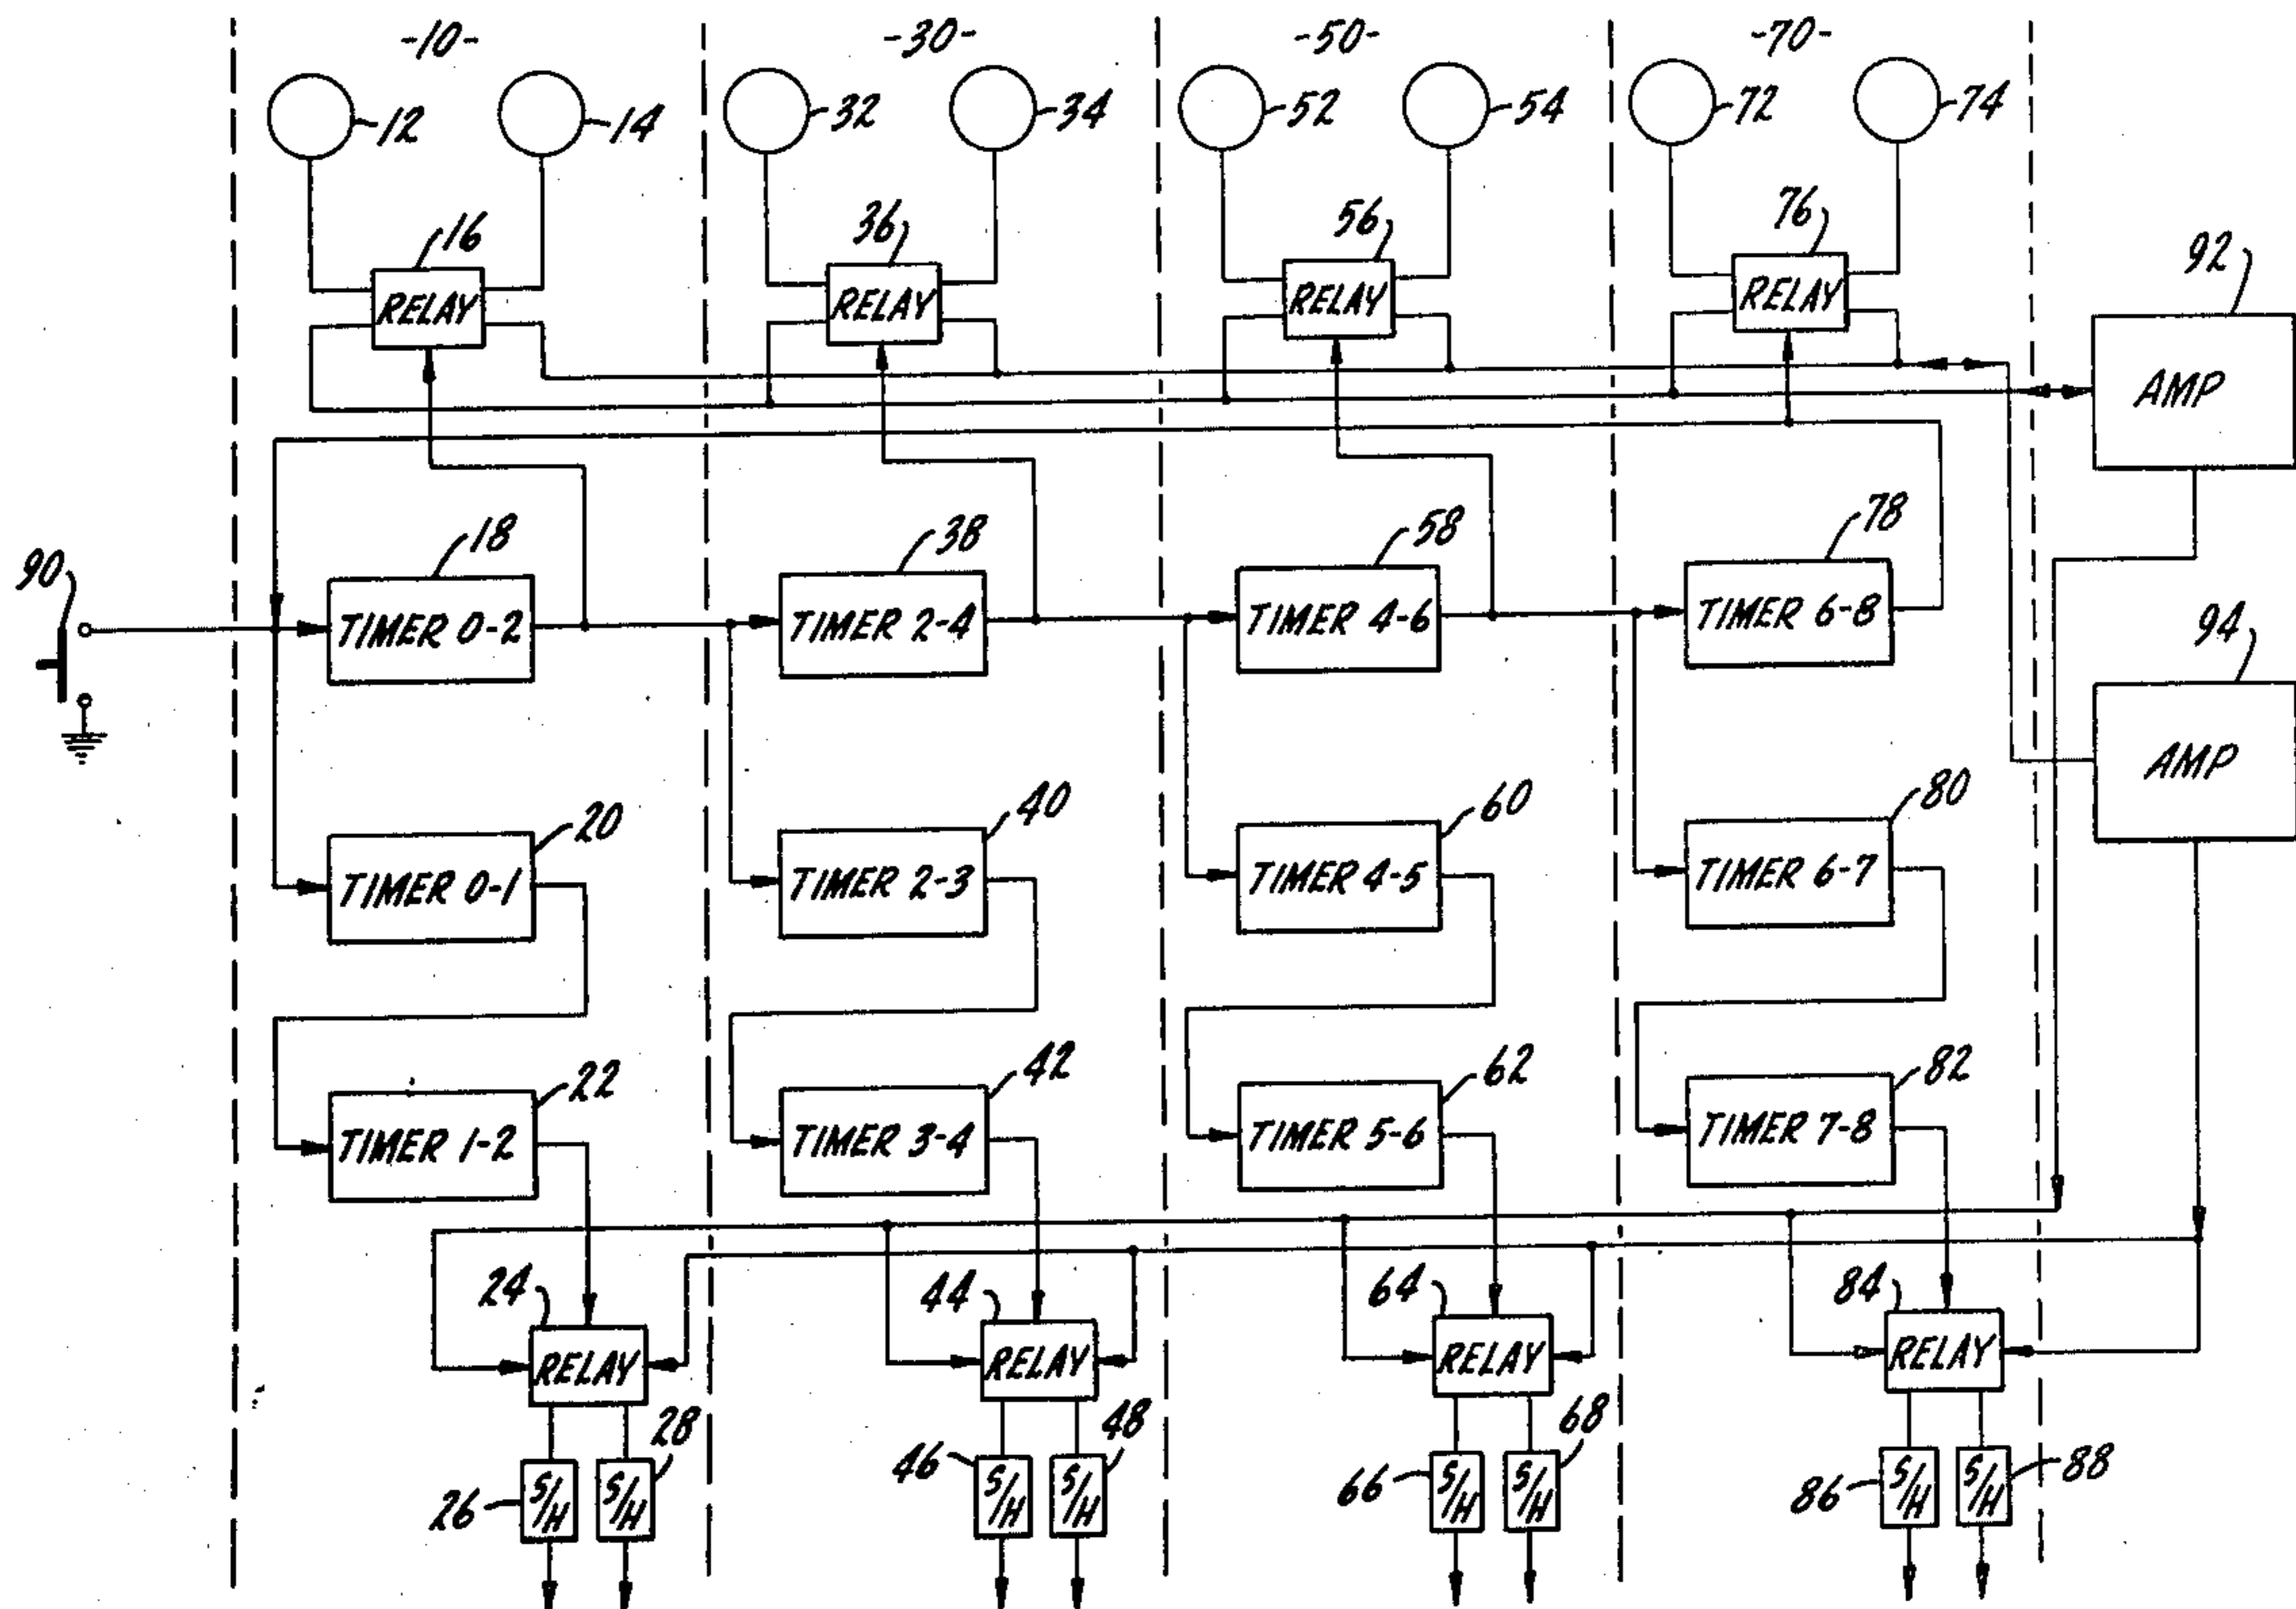 -10- -30- -50- -70-
12 14 32 34 52 54 72 74
16 36 56 76
RELAY RELAY RELAY RELAY
92
AMP
90
18 38 58 78
TIMER 0-2 TIMER 2-4 TIMER 4-6 TIMER 6-8
94
AMP
20 40 60 80
TIMER 0-1 TIMER 2-3 TIMER 4-5 TIMER 6-7
22 42 62 82
TIMER 1-2 TIMER 3-4 TIMER 5-6 TIMER 7-8
24 44 64 84
RELAY RELAY RELAY RELAY
28 48 68 88
26 46 66 86
S/H S/H S/H S/H S/H S/H S/H S/H